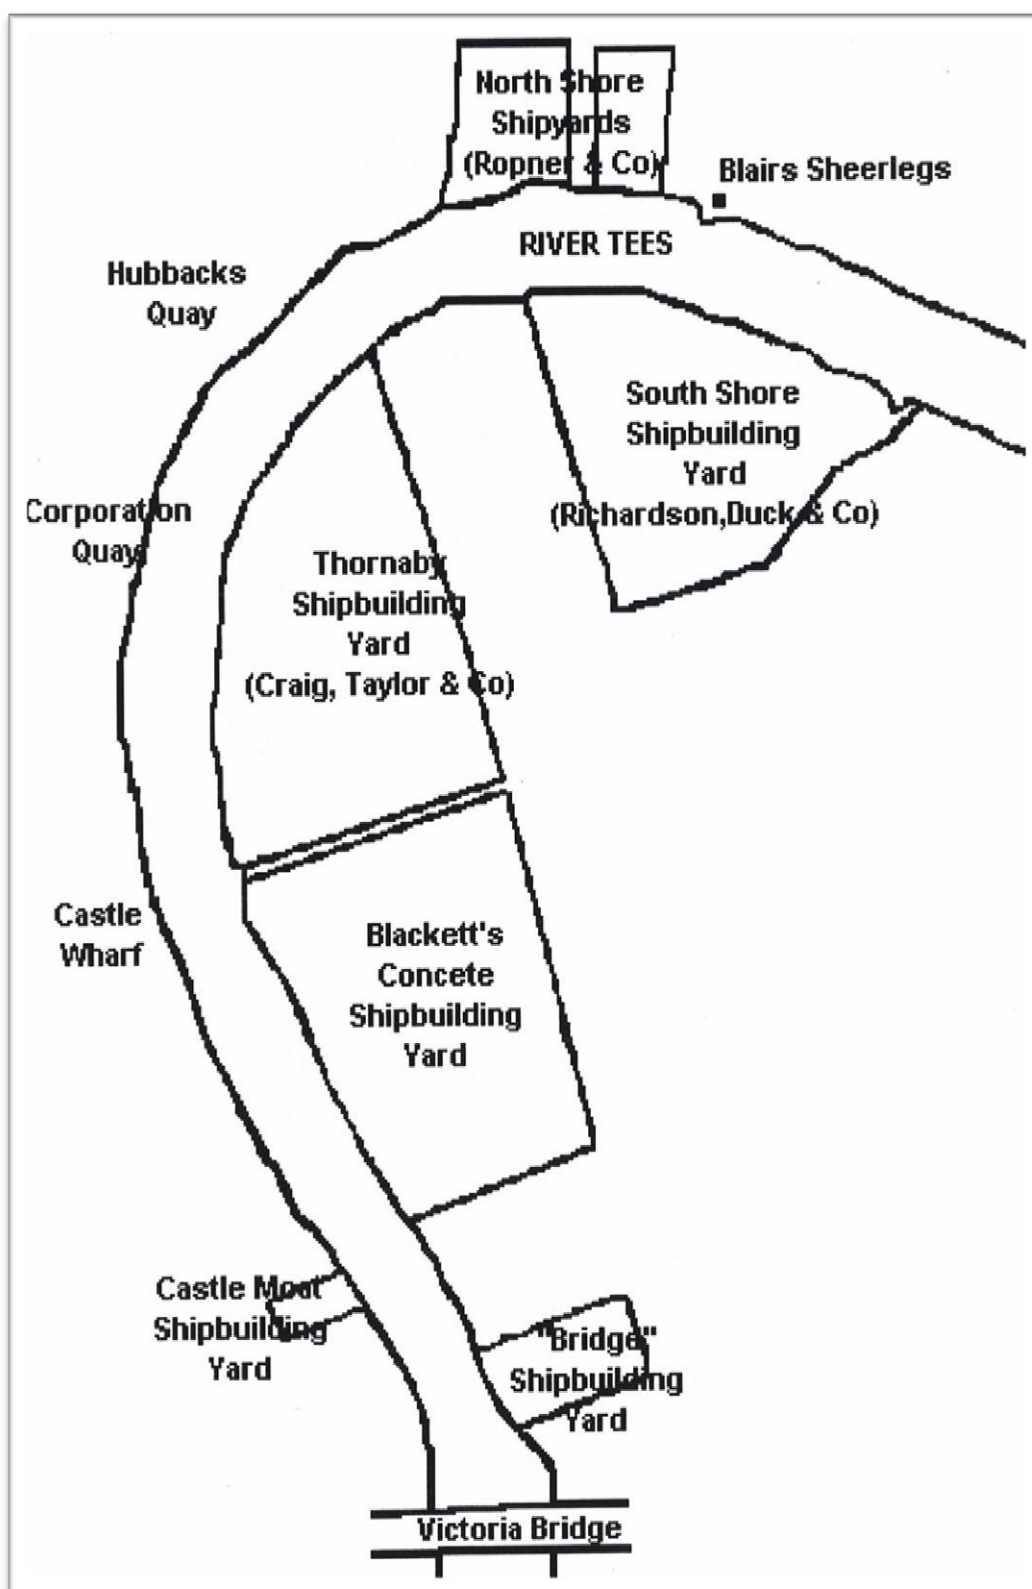 North Shore
Shipyards
(Ropner & Co)
Blairs Sheerlegs
RIVER TEES
Hubbacks
Quay
South Shore
Shipbuilding
Yard
(Richardson,Duck & Co)
Corporation
Quay
Thornaby
Shipbuilding
Yard
(Craig, Taylor & Co)
Castle
Wharf
Blackett's
Concete
Shipbuilding
Yard
Castle Moat
Shipbuilding
Yard
"Bridge"
Shipbuilding
Yard
Victoria Bridge